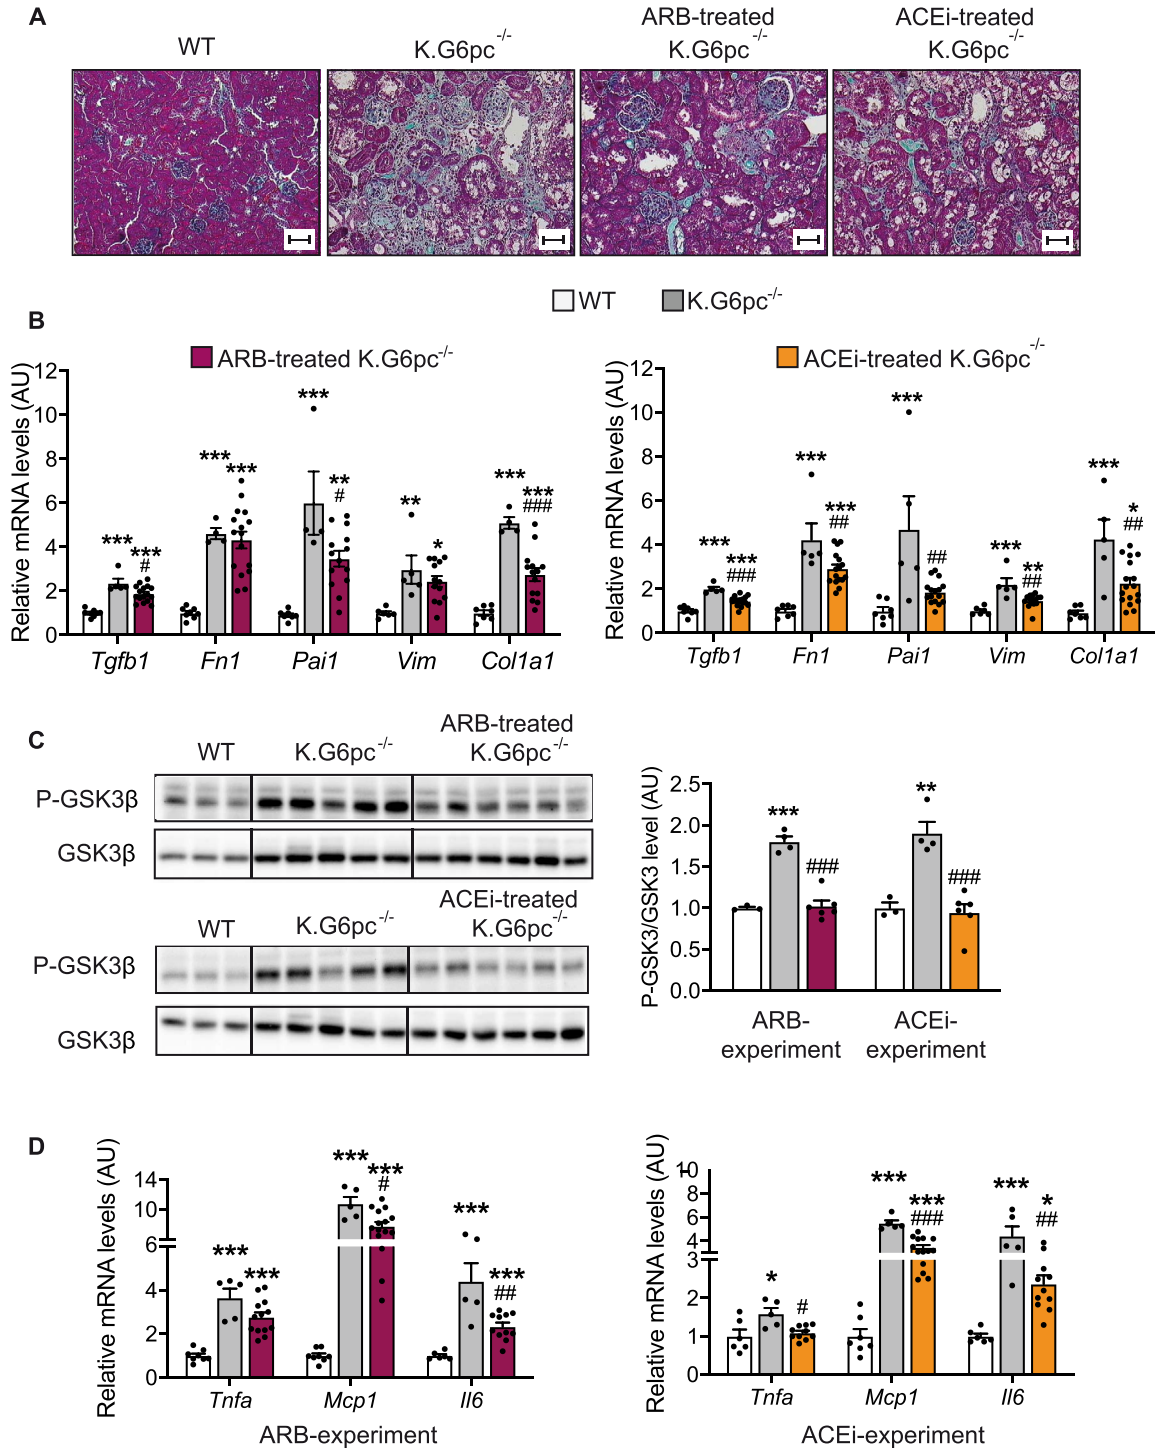 A
WT
K.G6pc-/-
ARB-treated
K.G6pc-/-
ACEi-treated
K.G6pc-/-
WT
K.G6pc-/-
B
ARB-treated K.G6pc-/-
Relative mRNA levels (AU)
12
10
8
6
4
2
0
***
***
#
***
***
***
**
#
**
*
***
***
###
Tgfb1
Fn1
Pai1
Vim
Col1a1
ACEi-treated K.G6pc-/-
Relative mRNA levels (AU)
12
10
8
6
4
2
0
***
***
###
***
***
##
***
##
***
**
##
***
*
##
Tgfb1
Fn1
Pai1
Vim
Col1a1
C
WT
K.G6pc-/-
ARB-treated
K.G6pc-/-
P-GSK3β
GSK3β
WT
K.G6pc-/-
ACEi-treated
K.G6pc-/-
P-GSK3β
GSK3β
P-GSK3/GSK3 level (AU)
2.5
2.0
1.5
1.0
0.5
0.0
***
###
**
###
ARB-
experiment
ACEi-
experiment
D
Relative mRNA levels (AU)
14
10
6
4
2
0
***
***
***
***
#
***
***
##
Tnfa
Mcp1
Il6
ARB-experiment
Relative mRNA levels (AU)
10
8
6
4
3
2
1
0
*
#
***
***
###
***
*
##
Tnfa
Mcp1
Il6
ACEi-experiment